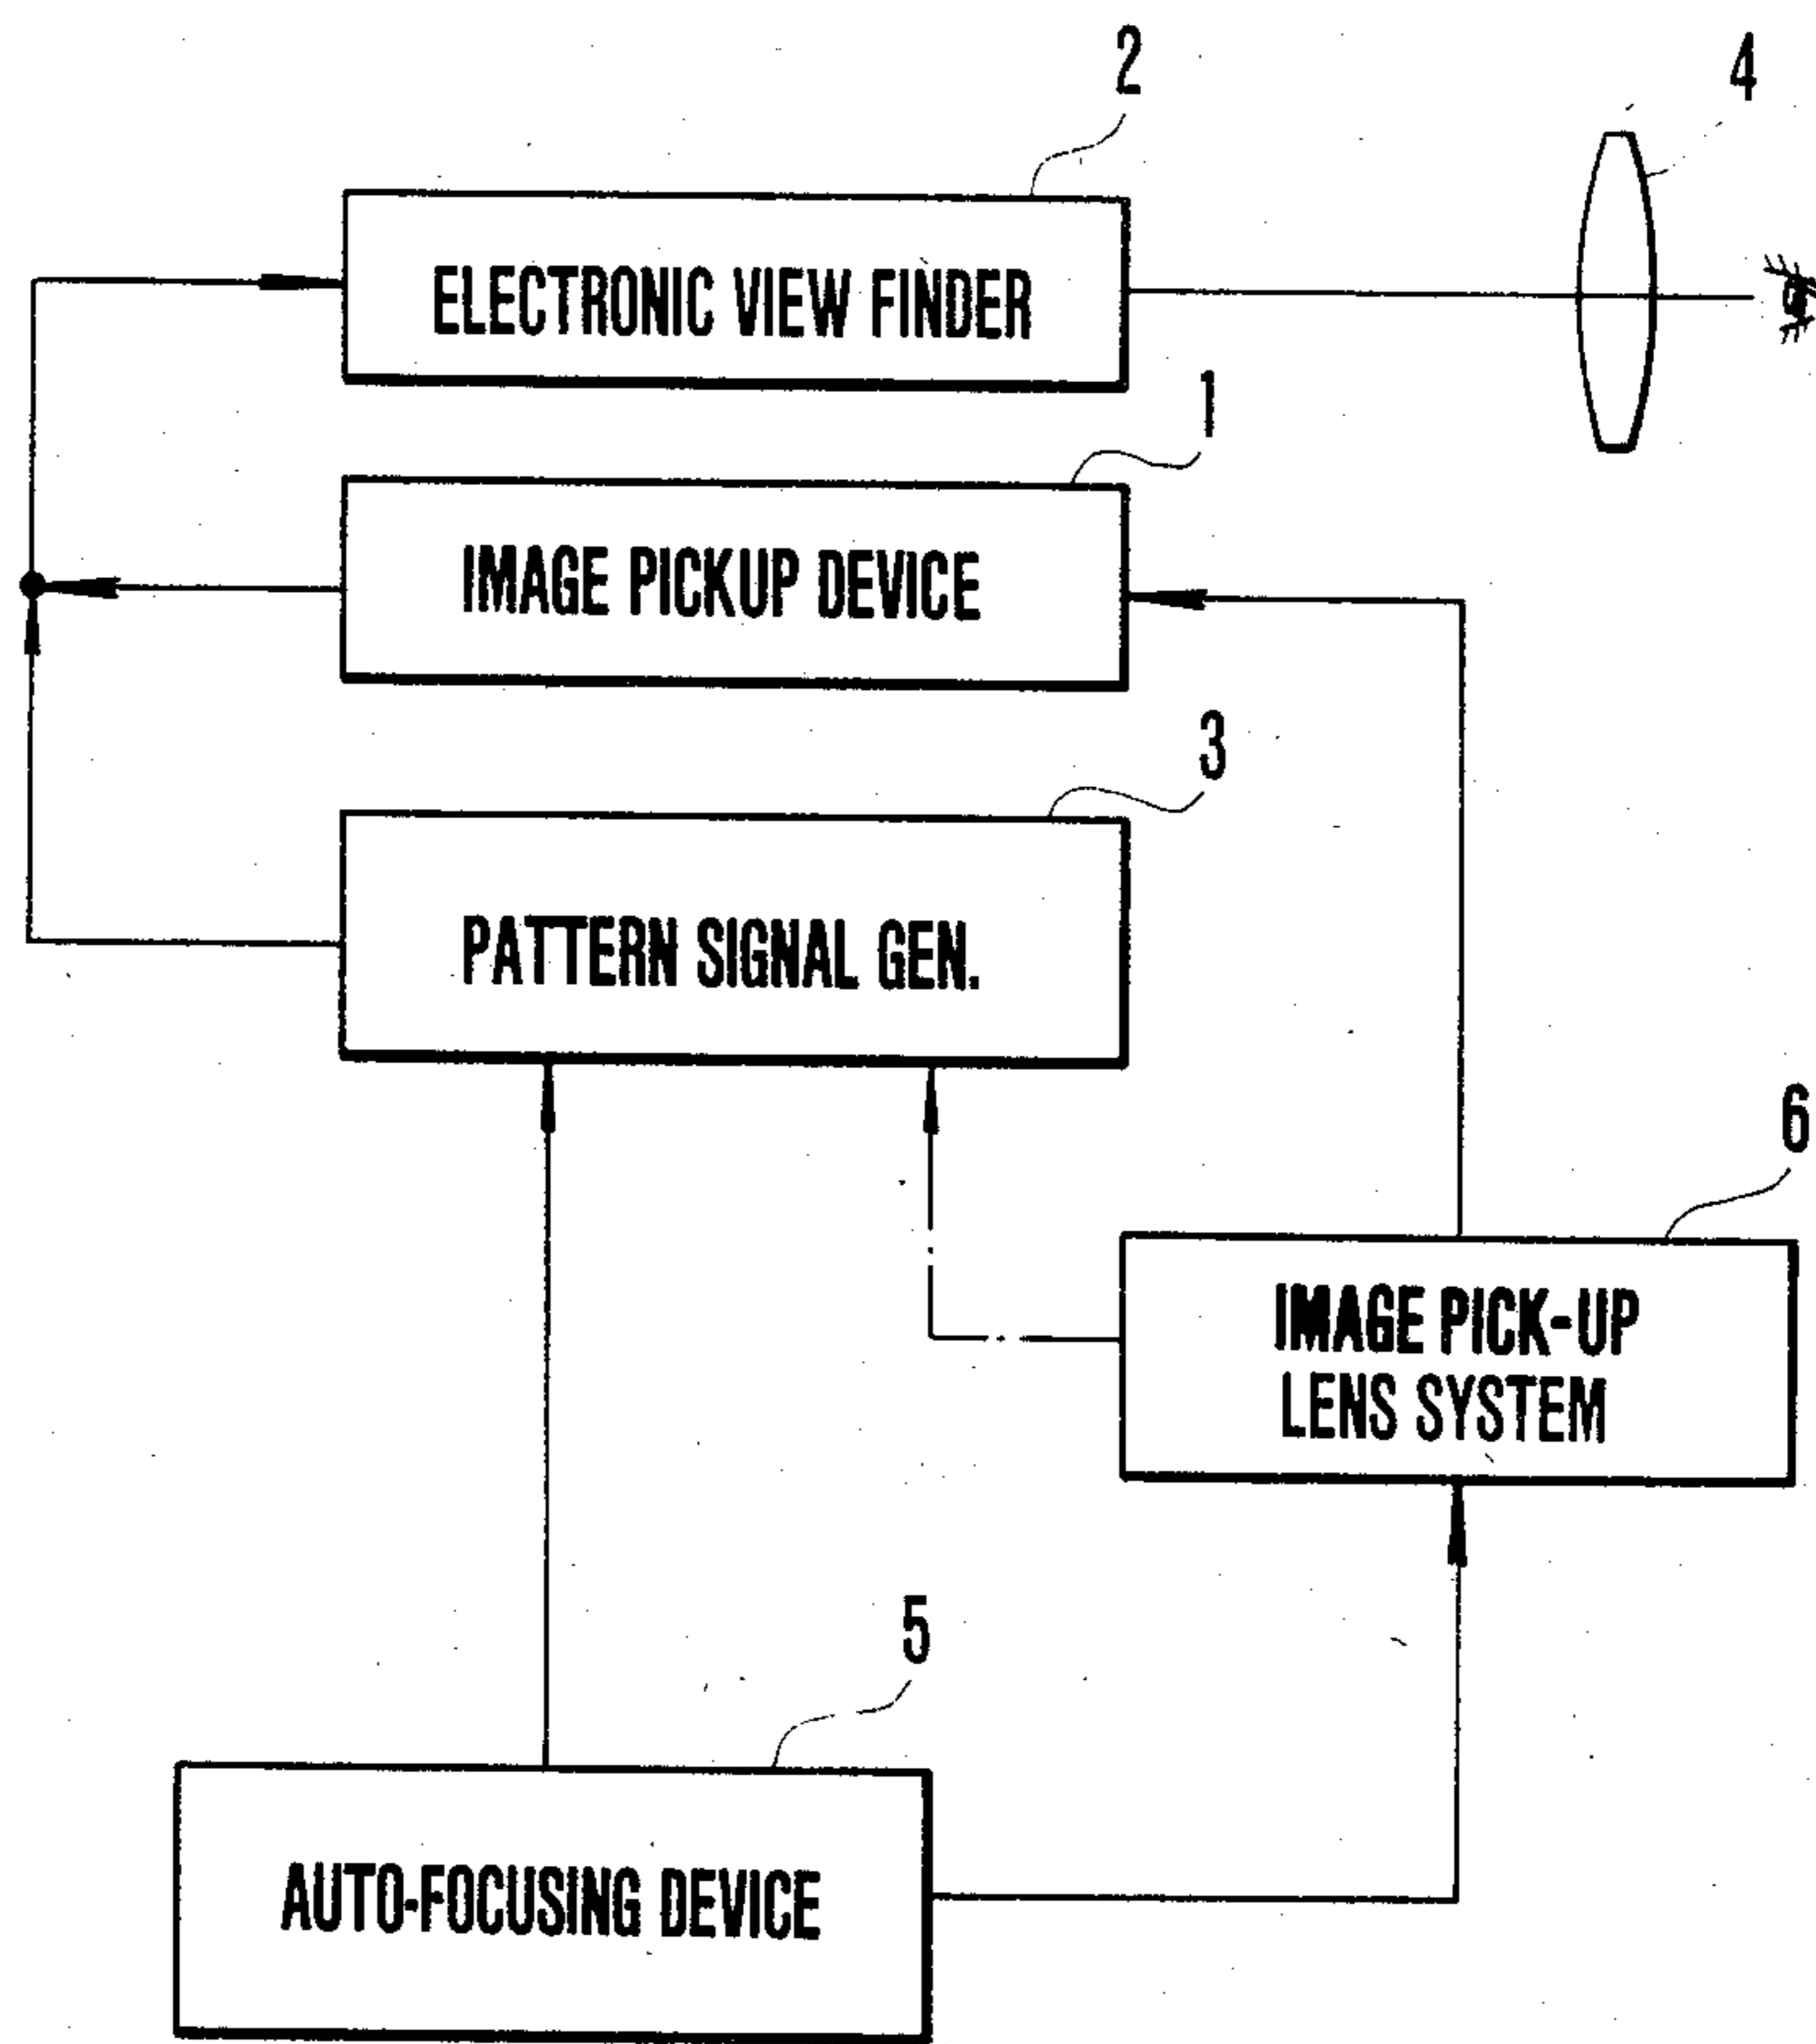 2
4
ELECTRONIC VIEW FINDER
1
IMAGE PICKUP DEVICE
3
PATTERN SIGNAL GEN.
6
IMAGE PICK-UP
LENS SYSTEM
5
AUTO-FOCUSING DEVICE